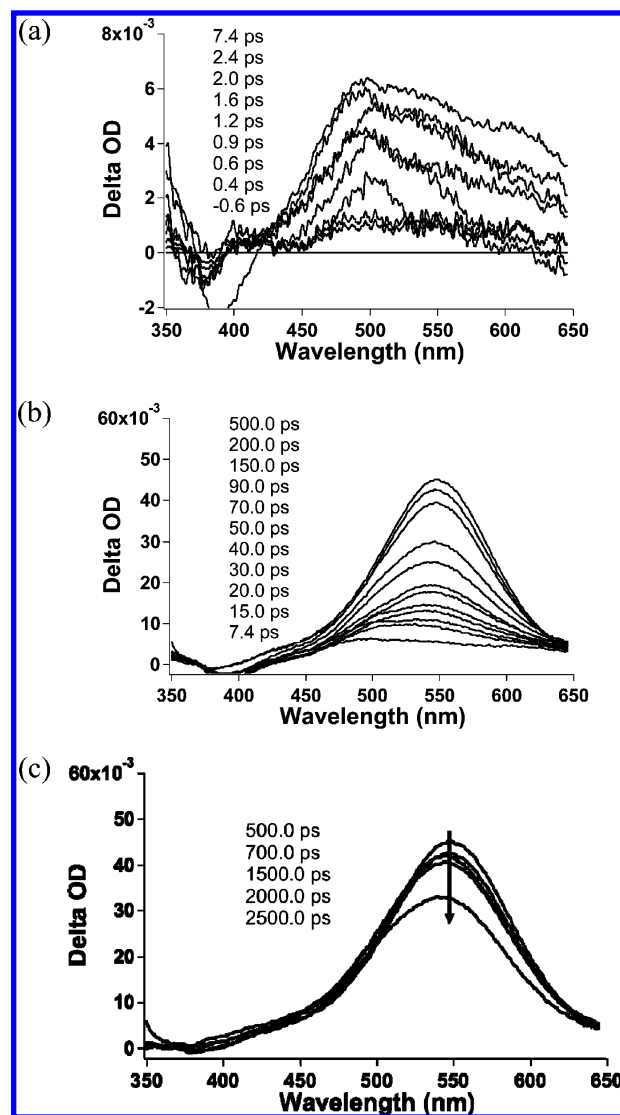 (a)
8x10⁻³
6
4
2
0
-2
Delta OD
7.4 ps
2.4 ps
2.0 ps
1.6 ps
1.2 ps
0.9 ps
0.6 ps
0.4 ps
-0.6 ps
350 400 450 500 550 600 650
Wavelength (nm)
(b)
60x10⁻³
50
40
30
20
10
0
Delta OD
500.0 ps
200.0 ps
150.0 ps
90.0 ps
70.0 ps
50.0 ps
40.0 ps
30.0 ps
20.0 ps
15.0 ps
7.4 ps
350 400 450 500 550 600 650
Wavelength (nm)
(c)
60x10⁻³
50
40
30
20
10
0
Delta OD
500.0 ps
700.0 ps
1500.0 ps
2000.0 ps
2500.0 ps
350 400 450 500 550 600 650
Wavelength (nm)